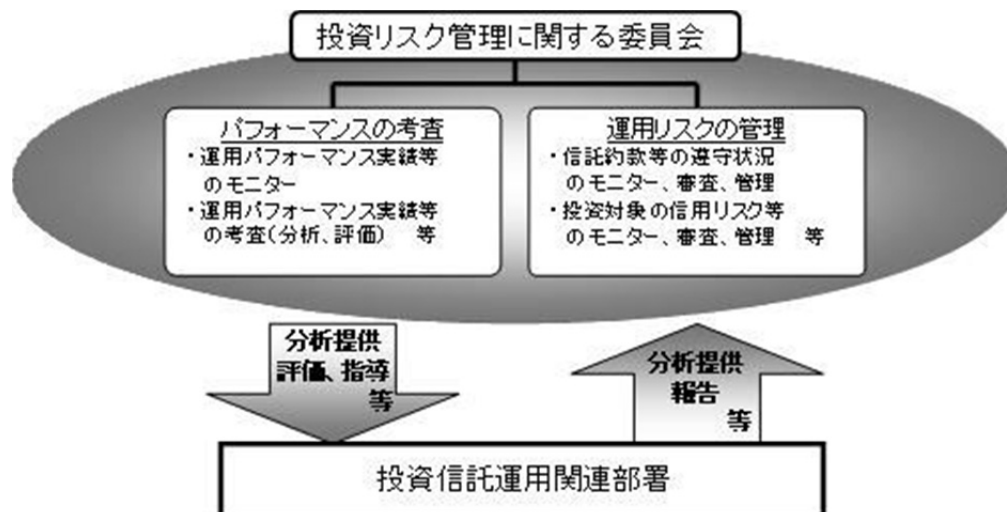 投資リスク管理に関する委員会
パフォーマンスの考査
・運用パフォーマンス実績等
のモニター
・運用パフォーマンス実績等
の考査(分析、評価) 等
運用リスクの管理
・信託約款等の遵守状況
のモニター、審査、管理
・投資対象の信用リスク等
のモニター、審査、管理 等
分析提供
評価、指導
等
分析提供
報告
等
投資信託運用関連部署